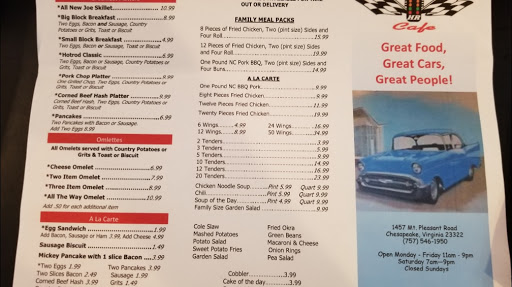 *All New Joe Skillet...............10.99
*Big Block Breakfast...............8.99
Two Eggs, Bacon and Sausage, Country
Potatoes or Grits, Toast or Biscuit
*Small Block Breakfast.............4.99
Two Eggs, Bacon or Sausage, Toast or Biscuit
*Hotrod Classic....................6.99
Two Eggs, Bacon or Sausage, Country Potatoes
or Grits, Toast or Biscuit
*Pork Chop Platter.................9.99
One Grilled Chop, Two Eggs, Country Potatoes
or Grits, Toast or Biscuit
*Corned Beef Hash Platter..........8.99
Corned Beef Hash, Two Eggs, Country Potatoes
or Grits, Toast or Biscuit
*Pancakes..........................6.99
Two Pancakes with Bacon or Sausage.
Add Two Eggs
Omlettes
All Omelets served with Country Potatoes or
Grits & Toast or Biscuit
*Cheese Omelet.....................6.99
*Two Item Omelet...................7.99
*Three Item Omelet.................8.99
*All The Way Omelet................9.99
Add .50 for each additional item
A La Carte
*Egg Sandwich
Add Bacon, Sausage or Ham 3.99, Add Cheese 4.99
Sausage Biscuit
Mickey Pancake with 1 slice Bacon....3.99
*Two Eggs 1.99
Two Slices Bacon 2.49
Corned Beef Hash 3.99
Two Pancakes 3.99
Sausage 1.99
Grits 1.49
OUT OR DELIVERY
FAMILY MEAL PACKS
8 Pieces of Fried Chicken, Two (pint size) Sides
and Four Roll......................15.99
12 Pieces of Fried Chicken, Two (pint size) Sides
and Four Roll......................19.99
One Pound NC Pork BBQ, Two (pint size) Sides and
Four Buns..........................14.99
A LA CARTE
One Pound NC BBQ Pork..............9.99
Eight Pieces Fried Chicken.........9.99
Twelve Pieces Fried Chicken........11.99
Twenty Pieces Fried Chicken........19.99
6 Wings...4.99 24 Wings...16.99
12 Wings...8.99 50 Wings...34.99
2 Tenders..........................2.99
3 Tenders..........................3.99
5 Tenders..........................5.99
10 Tenders.........................
12 Tenders.........................
20 Tenders.........................
Chicken Noodle Soup...Pint 5.99 Quart 9.99
Chili...Pint 5.99 Quart 9.99
Soup of the Day...Pint 4.99 Quart 9.99
Family Size Garden Salad
Cole Slaw
Mashed Potatoes
Potato Salad
Sweet Potato Fries
Garden Salad
Fried Okra
Green Beans
Macaroni & Cheese
Onion Rings
Pea Salad
Cobbler............3.99
Cake of the day....3.99
HR
Cafe
Great Food,
Great Cars,
Great People!
1457 Mt. Pleasant Road
Chesapeake, Virginia 23322
(757) 546-1950
Open Monday - Friday 11am - 9pm
Saturday 7am--9pm
Closed Sundays